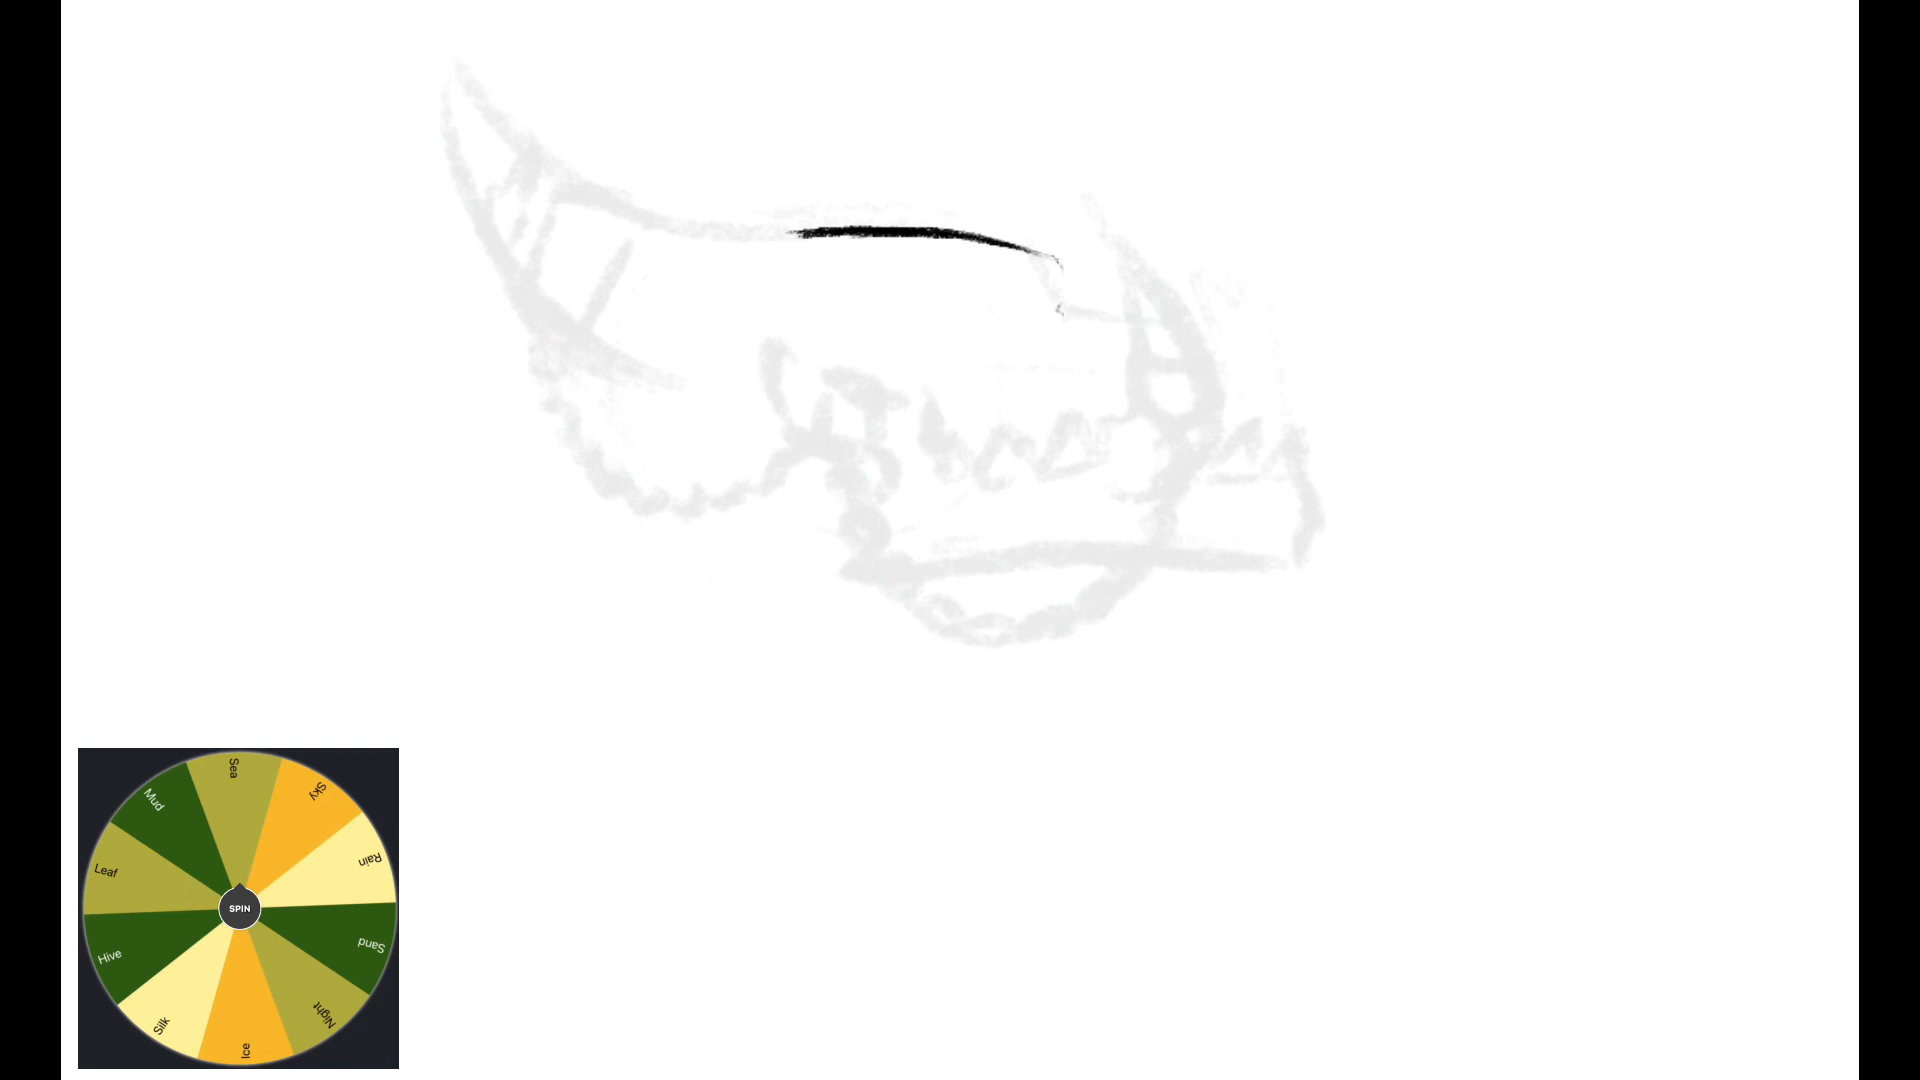 Sea
Sky
Rain
Sand
Night
Ice
Silk
Hive
Leaf
Mud
SPIN